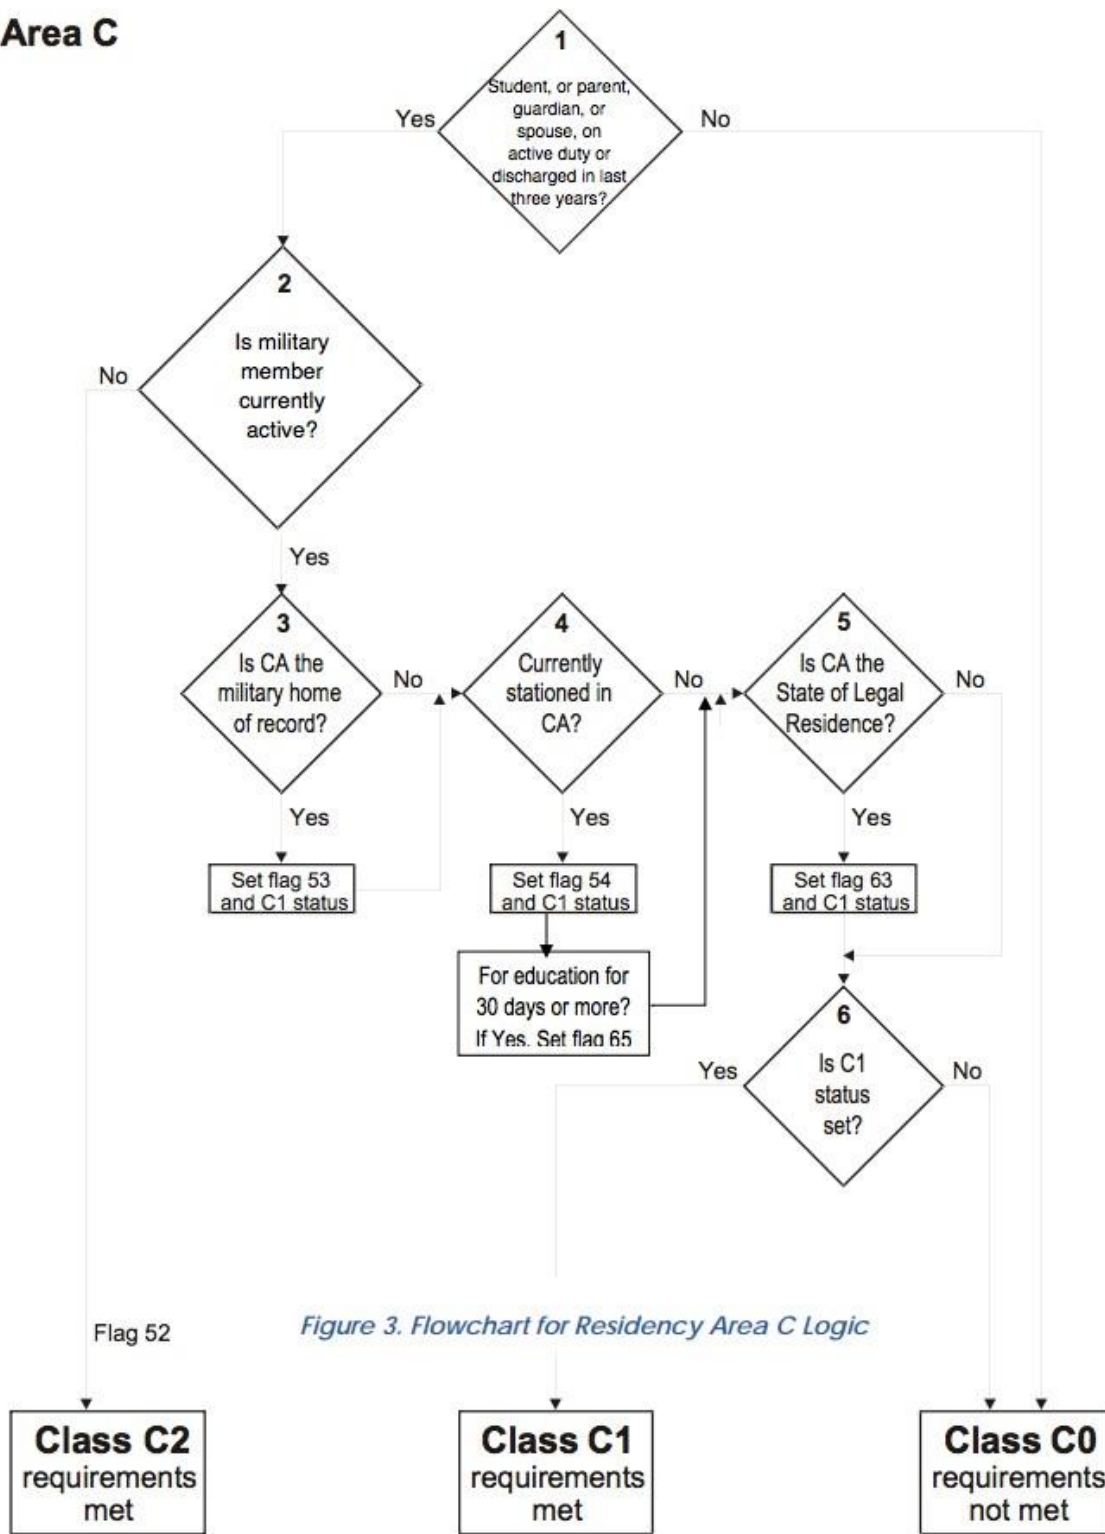 Area C
1
Student, or parent,
guardian, or
spouse, on
active duty or
discharged in last
three years?
Yes
No
2
Is military
member
currently
active?
No
Yes
3
Is CA the
military home
of record?
No
Yes
Set flag 53
and C1 status
4
Currently
stationed in
CA?
No
Yes
Set flag 54
and C1 status
For education for
30 days or more?
If Yes. Set flag 65
5
Is CA the
State of Legal
Residence?
No
Yes
Set flag 63
and C1 status
6
Is C1
status
set?
Yes
No
Flag 52
Figure 3. Flowchart for Residency Area C Logic
Class C2
requirements
met
Class C1
requirements
met
Class C0
requirements
not met